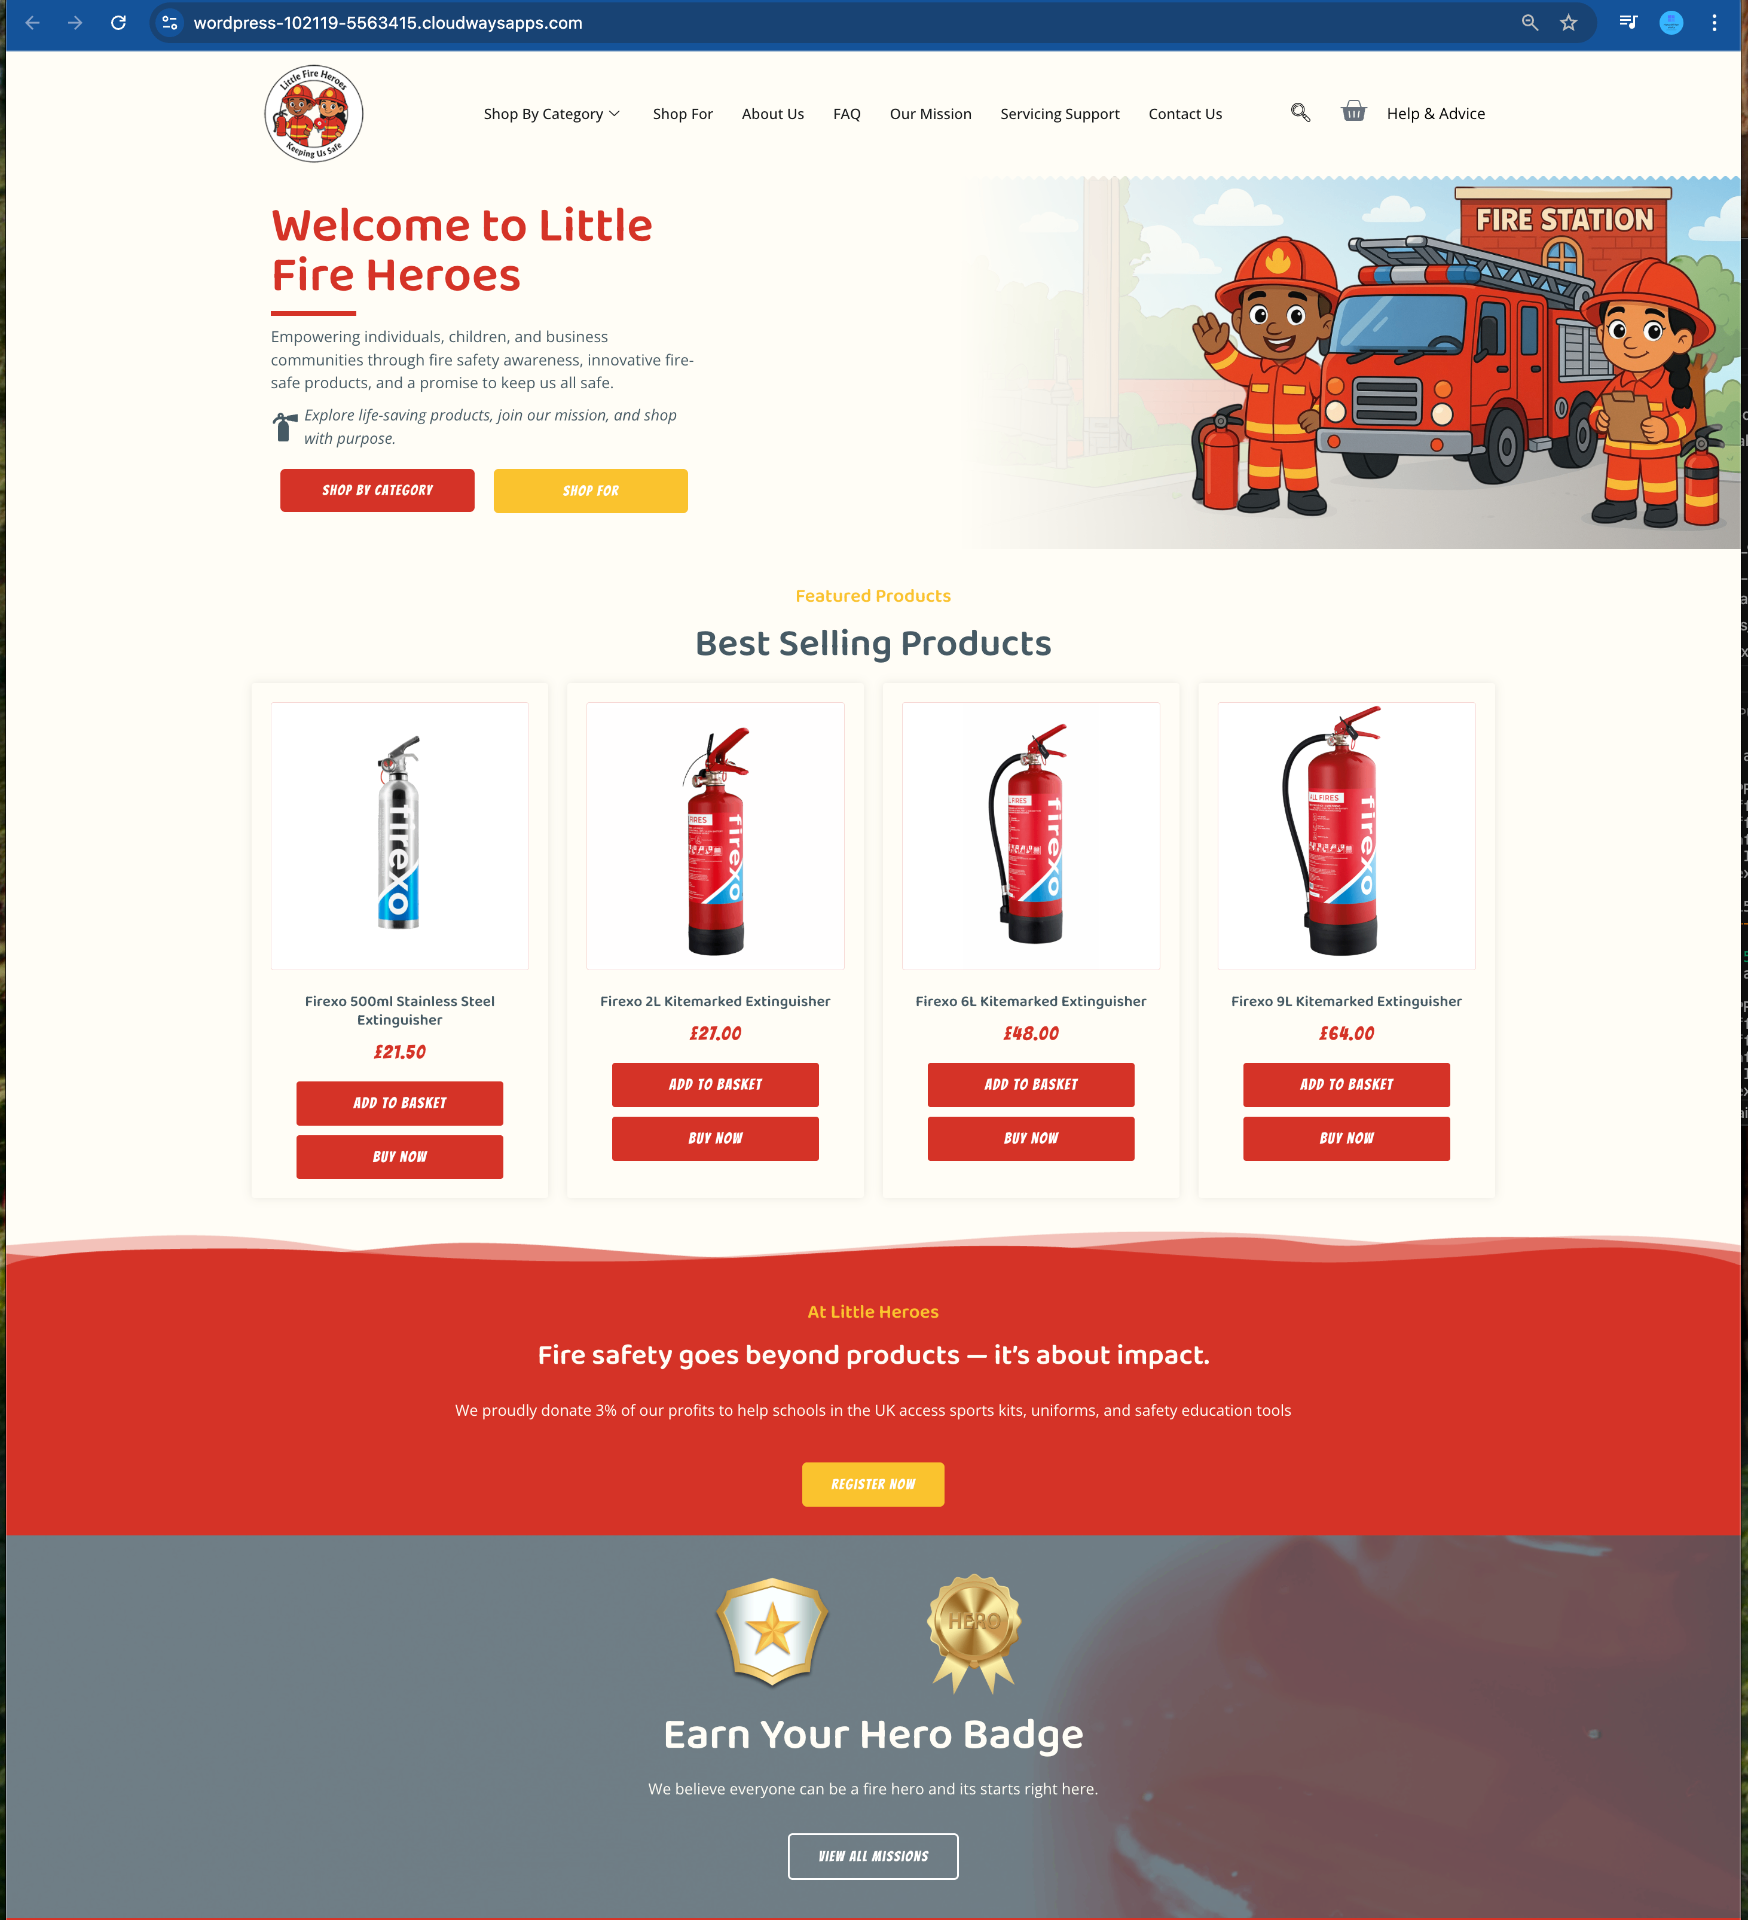 wordpress-102119-5563415.cloudwaysapps.com
Little Fire Heroes
Keeping Us Safe
Shop By Category
Shop For
About Us
FAQ
Our Mission
Servicing Support
Contact Us
Help & Advice
Welcome to Little
Fire Heroes
Empowering individuals, children, and business
communities through fire safety awareness, innovative fire-
safe products, and a promise to keep us all safe.
Explore life-saving products, join our mission, and shop
with purpose.
SHOP BY CATEGORY
SHOP FOR
FIRE STATION
Featured Products
Best Selling Products
firexo
FIRES
firexo
FIRES
firexo
ALL FIRES
firexo
Firexo 500ml Stainless Steel
Extinguisher
£21.50
ADD TO BASKET
BUY NOW
Firexo 2L Kitemarked Extinguisher
£27.00
ADD TO BASKET
BUY NOW
Firexo 6L Kitemarked Extinguisher
£48.00
ADD TO BASKET
BUY NOW
Firexo 9L Kitemarked Extinguisher
£64.00
ADD TO BASKET
BUY NOW
At Little Heroes
Fire safety goes beyond products — it's about impact.
We proudly donate 3% of our profits to help schools in the UK access sports kits, uniforms, and safety education tools
REGISTER NOW
HERO
Earn Your Hero Badge
We believe everyone can be a fire hero and its starts right here.
VIEW ALL MISSIONS